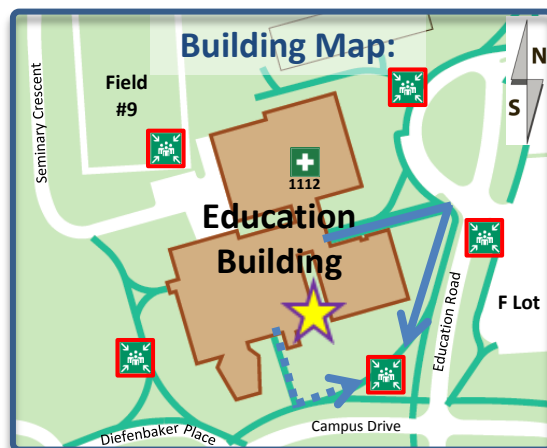 Building Map:
N
S
Field
#9
Seminary Crescent
1112
Education
Building
F Lot
Education Road
Diefenbaker Place
Campus Drive